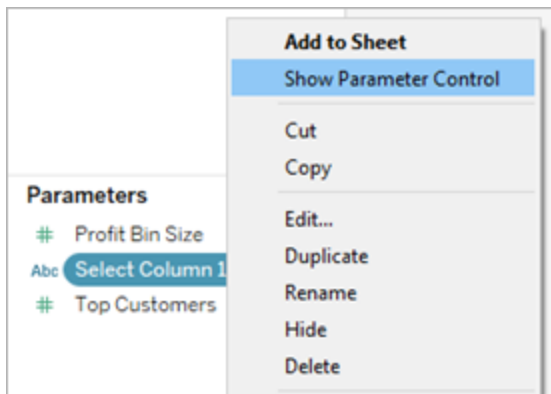 Add to Sheet
Show Parameter Control
Cut
Copy
Edit...
Duplicate
Rename
Hide
Delete
Parameters
# Profit Bin Size
Abc Select Column 1
# Top Customers